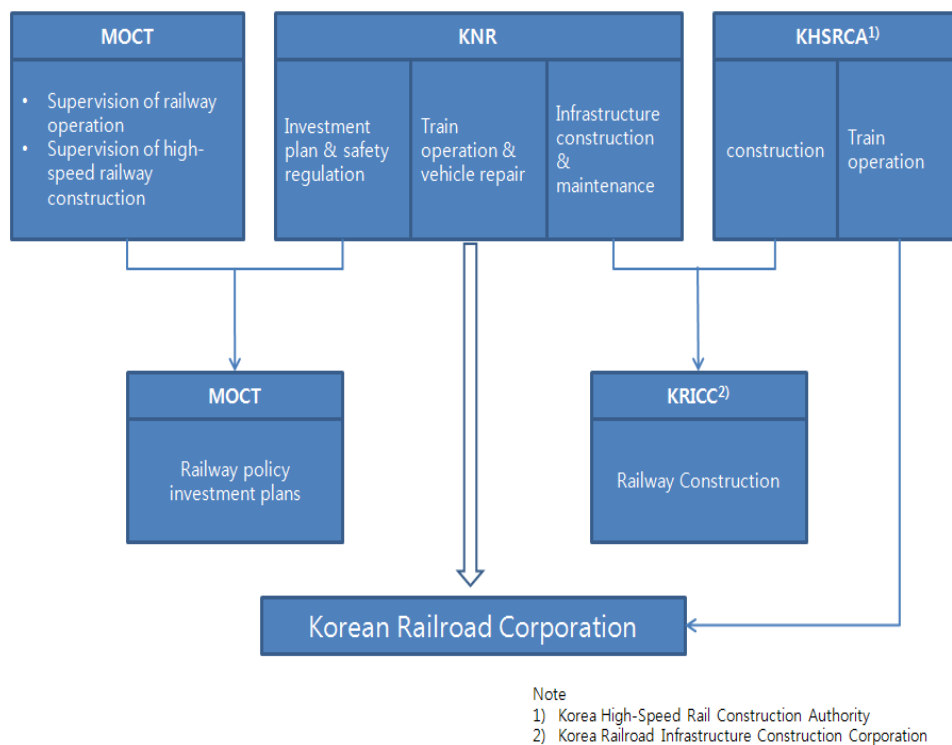 MOCT
• Supervision of railway
operation
• Supervision of high-
speed railway
construction
KNR
Investment
plan & safety
regulation
Train
operation &
vehicle repair
Infrastructure
construction
&
maintenance
KHSRCA1)
construction
Train
operation
MOCT
Railway policy
investment plans
KRICC2)
Railway Construction
Korean Railroad Corporation
Note
1) Korea High-Speed Rail Construction Authority
2) Korea Railroad Infrastructure Construction Corporation